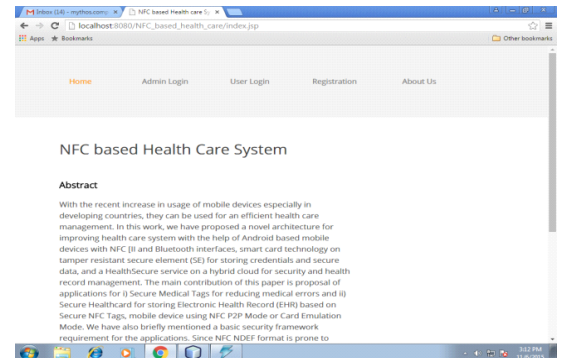 Inbox (14) - mythos.comy
NFC based Health care Sy
localhost:8080/NFC_based_health_care/index.jsp
Apps Bookmarks Other bookmarks
Home Admin Login User Login Registration About Us
NFC based Health Care System
Abstract
With the recent increase in usage of mobile devices especially in
developing countries, they can be used for an efficient health care
management. In this work, we have proposed a novel architecture for
improving health care system with the help of Android based mobile
devices with NFC [II and Bluetooth interfaces, smart card technology on
tamper resistant secure element (SE) for storing credentials and secure
data, and a HealthSecure service on a hybrid cloud for security and health
record management. The main contribution of this paper is proposal of
applications for i) Secure Medical Tags for reducing medical errors and ii)
Secure Healthcard for storing Electronic Health Record (EHR) based on
Secure NFC Tags, mobile device using NFC P2P Mode or Card Emulation
Mode. We have also briefly mentioned a basic security framework
requirement for the applications. Since NFC NDEF format is prone to
3:12 PM